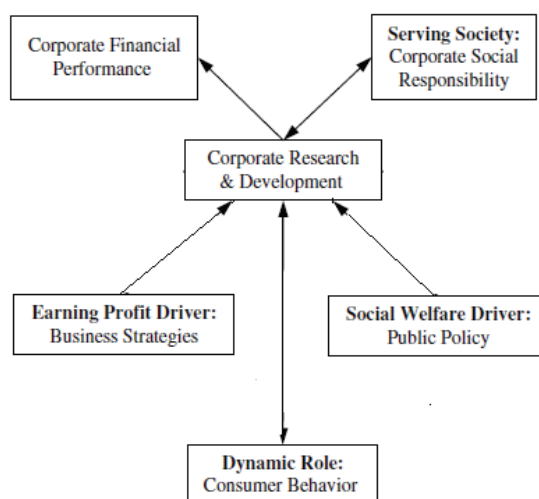 Corporate Financial
Performance
Serving Society:
Corporate Social
Responsibility
Corporate Research
& Development
Earning Profit Driver:
Business Strategies
Social Welfare Driver:
Public Policy
Dynamic Role:
Consumer Behavior